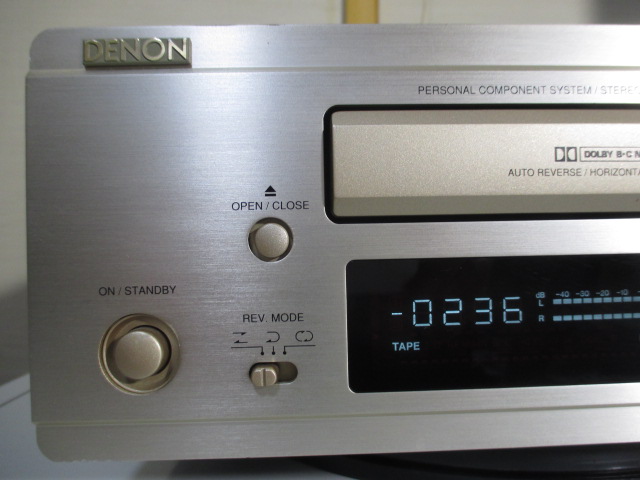 DENON
PERSONAL COMPONENT SYSTEM / STEREO
DOLBY B-C N
AUTO REVERSE / HORIZONTA
OPEN / CLOSE
ON / STANDBY
REV. MODE
-0236
dB -40 -30 -20 -10
L
R
TAPE